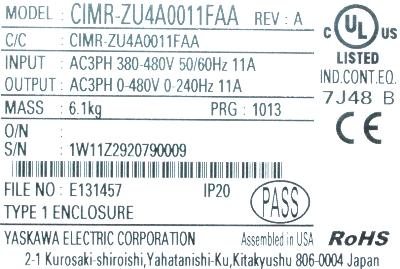 MODEL : CIMR-ZU4A0011FAA REV : A
C/C : CIMR-ZU4A0011FAA
INPUT : AC3PH 380-480V 50/60Hz 11A
OUTPUT : AC3PH 0-480V 0-240Hz 11A
MASS : 6.1kg PRG : 1013
O/N :
S/N : 1W11Z2920790009
FILE NO : E131457 IP20
TYPE 1 ENCLOSURE
PASS
YASKAWA ELECTRIC CORPORATION Assembled in USA RoHS
2-1 Kurosaki-shiroishi,Yahatanishi-Ku,Kitakyushu 806-0004 Japan
c UL US
LISTED
IND.CONT.EQ.
7J48 B
CE